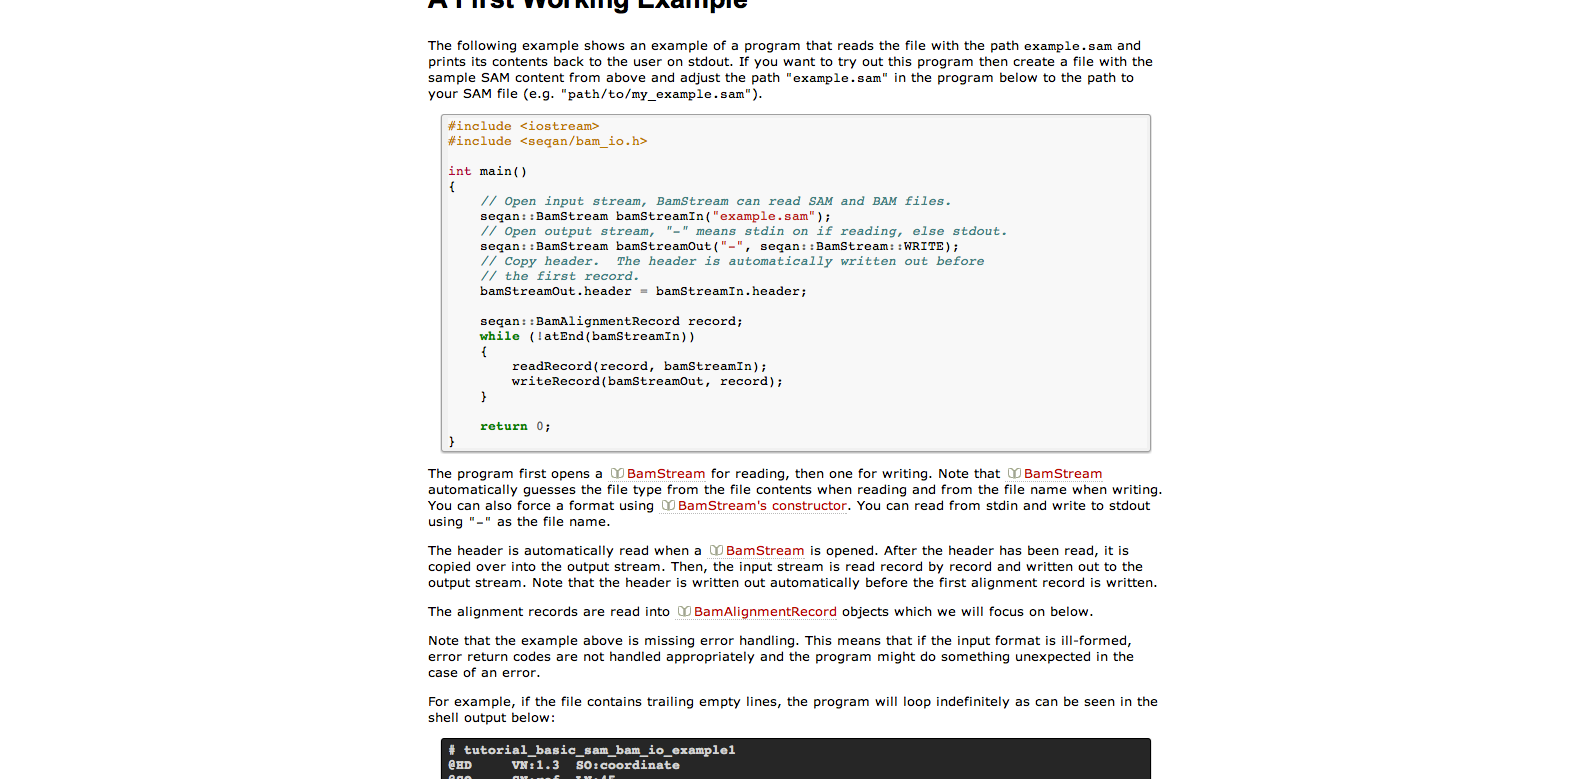 A First Working Example
The following example shows an example of a program that reads the file with the path example.sam and
prints its contents back to the user on stdout. If you want to try out this program then create a file with the
sample SAM content from above and adjust the path "example.sam" in the program below to the path to
your SAM file (e.g. "path/to/my_example.sam").
#include <iostream>
#include <seqan/bam_io.h>
int main()
{
// Open input stream, BamStream can read SAM and BAM files.
seqan::BamStream bamStreamIn("example.sam");
// Open output stream, "-" means stdin on if reading, else stdout.
seqan::BamStream bamStreamOut("-", seqan::BamStream::WRITE);
// Copy header.  The header is automatically written out before
// the first record.
bamStreamOut.header = bamStreamIn.header;
seqan::BamAlignmentRecord record;
while (!atEnd(bamStreamIn))
{
readRecord(record, bamStreamIn);
writeRecord(bamStreamOut, record);
}
return 0;
}
The program first opens a BamStream for reading, then one for writing. Note that BamStream
automatically guesses the file type from the file contents when reading and from the file name when writing.
You can also force a format using BamStream's constructor. You can read from stdin and write to stdout
using "-" as the file name.
The header is automatically read when a BamStream is opened. After the header has been read, it is
copied over into the output stream. Then, the input stream is read record by record and written out to the
output stream. Note that the header is written out automatically before the first alignment record is written.
The alignment records are read into BamAlignmentRecord objects which we will focus on below.
Note that the example above is missing error handling. This means that if the input format is ill-formed,
error return codes are not handled appropriately and the program might do something unexpected in the
case of an error.
For example, if the file contains trailing empty lines, the program will loop indefinitely as can be seen in the
shell output below:
# tutorial_basic_sam_bam_io_example1
@HD VN:1.3 SO:coordinate